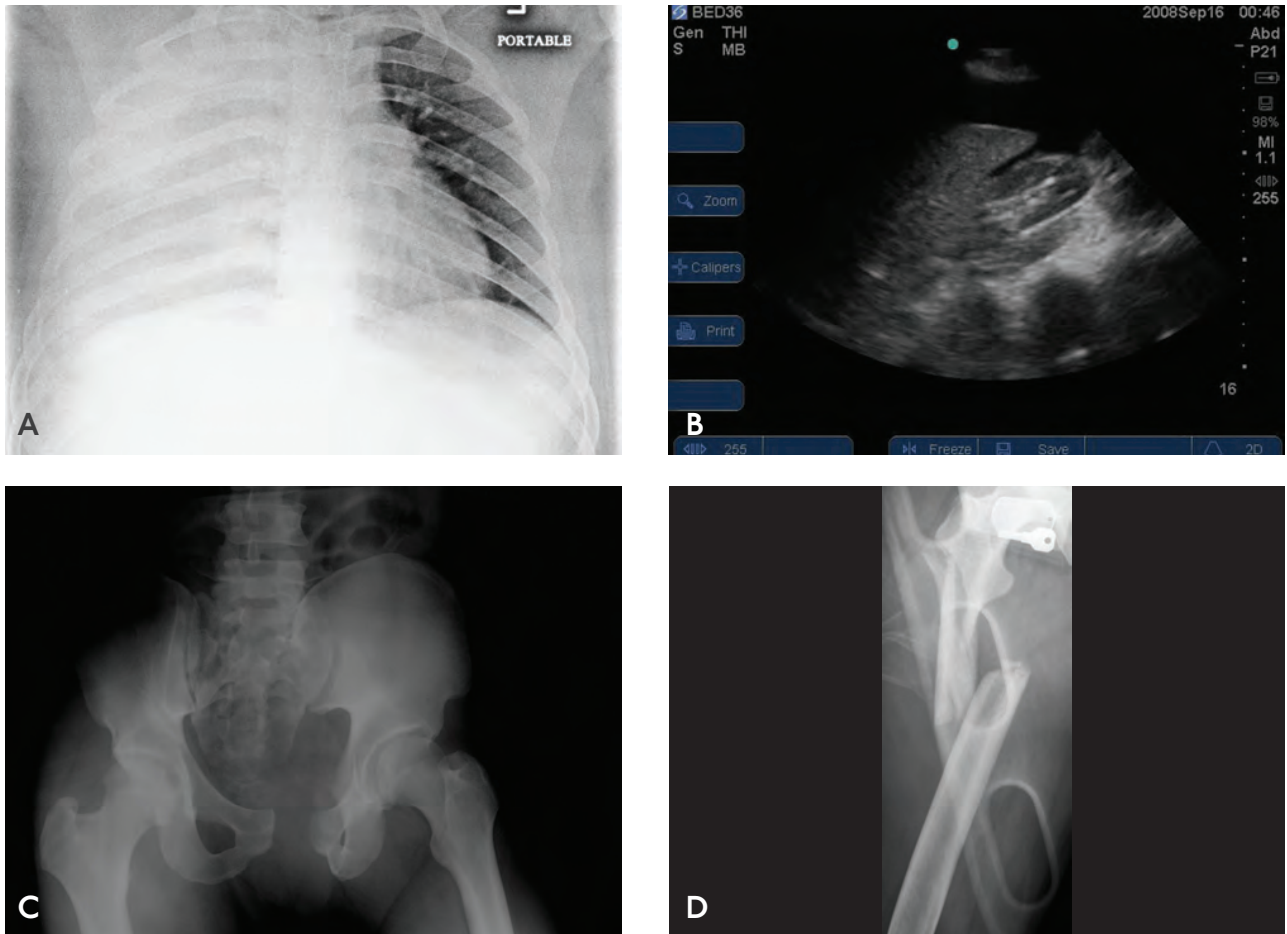 PORTABLE
A
BED36
2008Sep16 00:46
Gen THI
S MB
Abd
P21
98%
MI
1.1
255
Zoom
Calipers
Print
16
B
255
Freeze
Save
2D
C
D